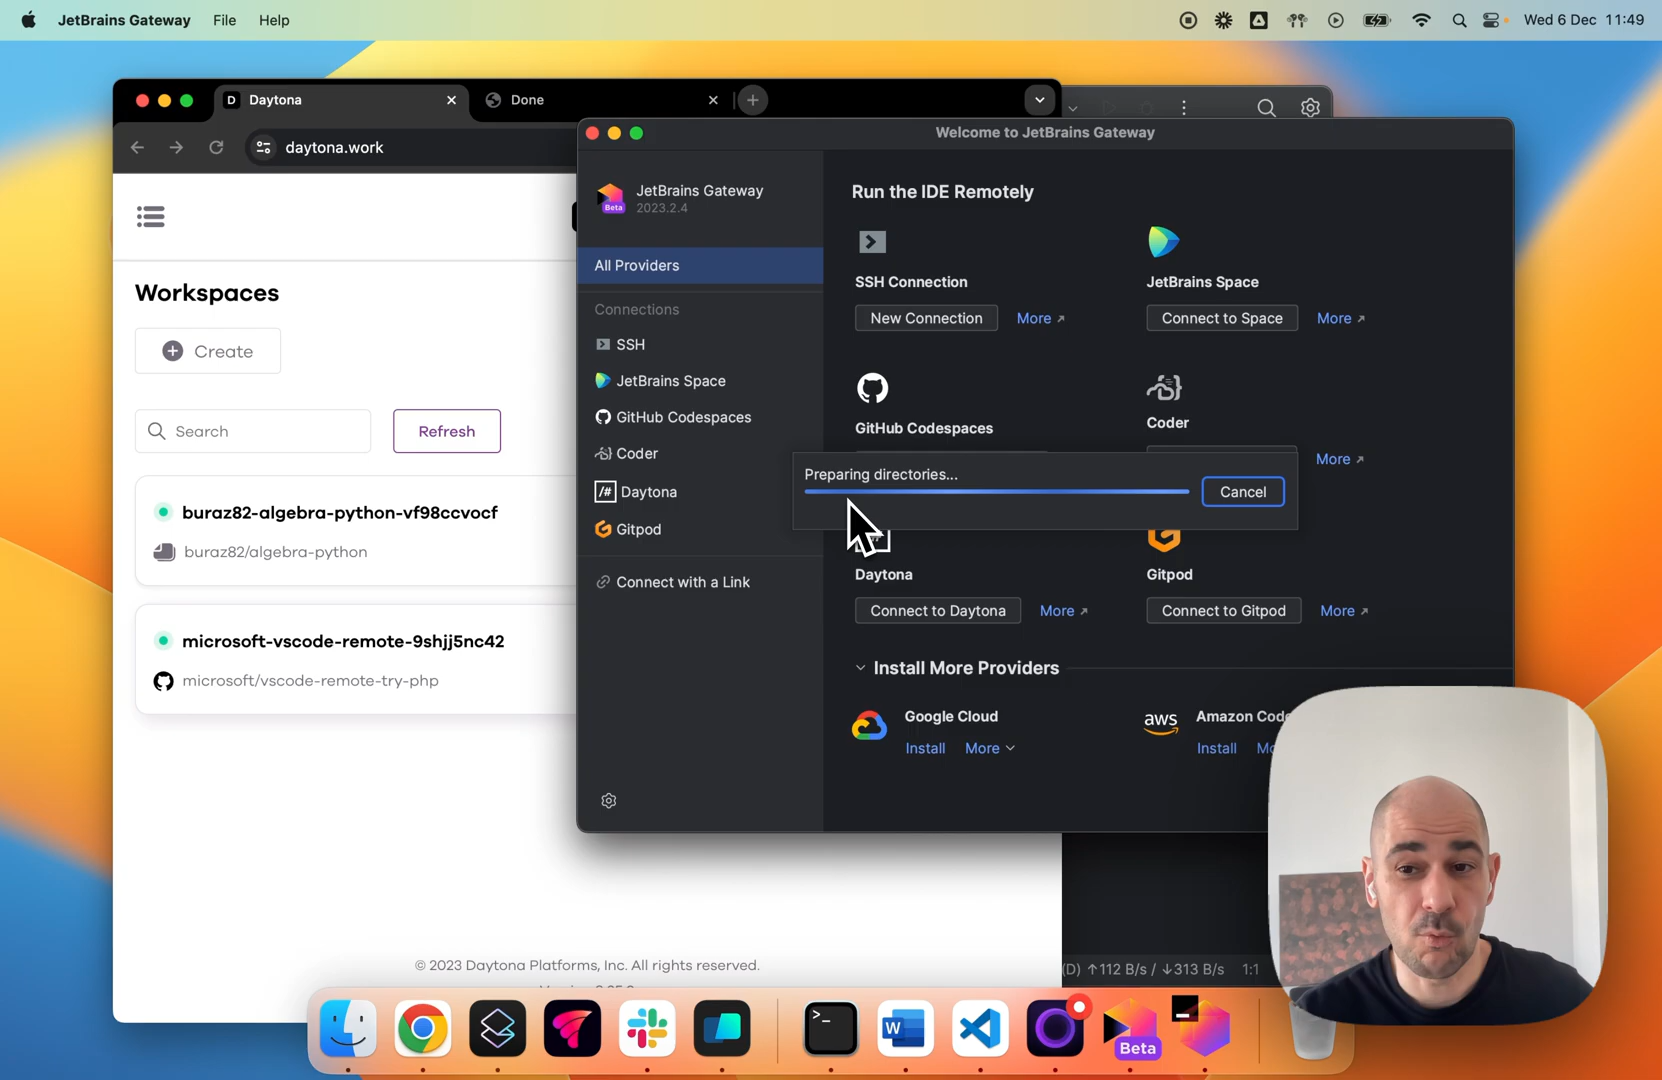 JetBrains Gateway File Help
Wed 6 Dec 11:49
D Daytona
Done
daytona.work
Workspaces
Create
Search
Refresh
buraz82-algebra-python-vf98ccvocf
buraz82/algebra-python
microsoft-vscode-remote-9shjj5nc42
microsoft/vscode-remote-try-php
© 2023 Daytona Platforms, Inc. All rights reserved.
Welcome to JetBrains Gateway
Beta
JetBrains Gateway
2023.2.4
All Providers
Connections
SSH
JetBrains Space
GitHub Codespaces
Coder
Daytona
Gitpod
Connect with a Link
Run the IDE Remotely
SSH Connection
New Connection More
JetBrains Space
Connect to Space More
GitHub Codespaces
Coder
More
Preparing directories...
Cancel
Daytona
Connect to Daytona More
Gitpod
Connect to Gitpod More
Install More Providers
Google Cloud
Install More
aws
Amazon Code
Install Mo
(D) ↑112 B/s / ↓313 B/s 1:1
W
Beta